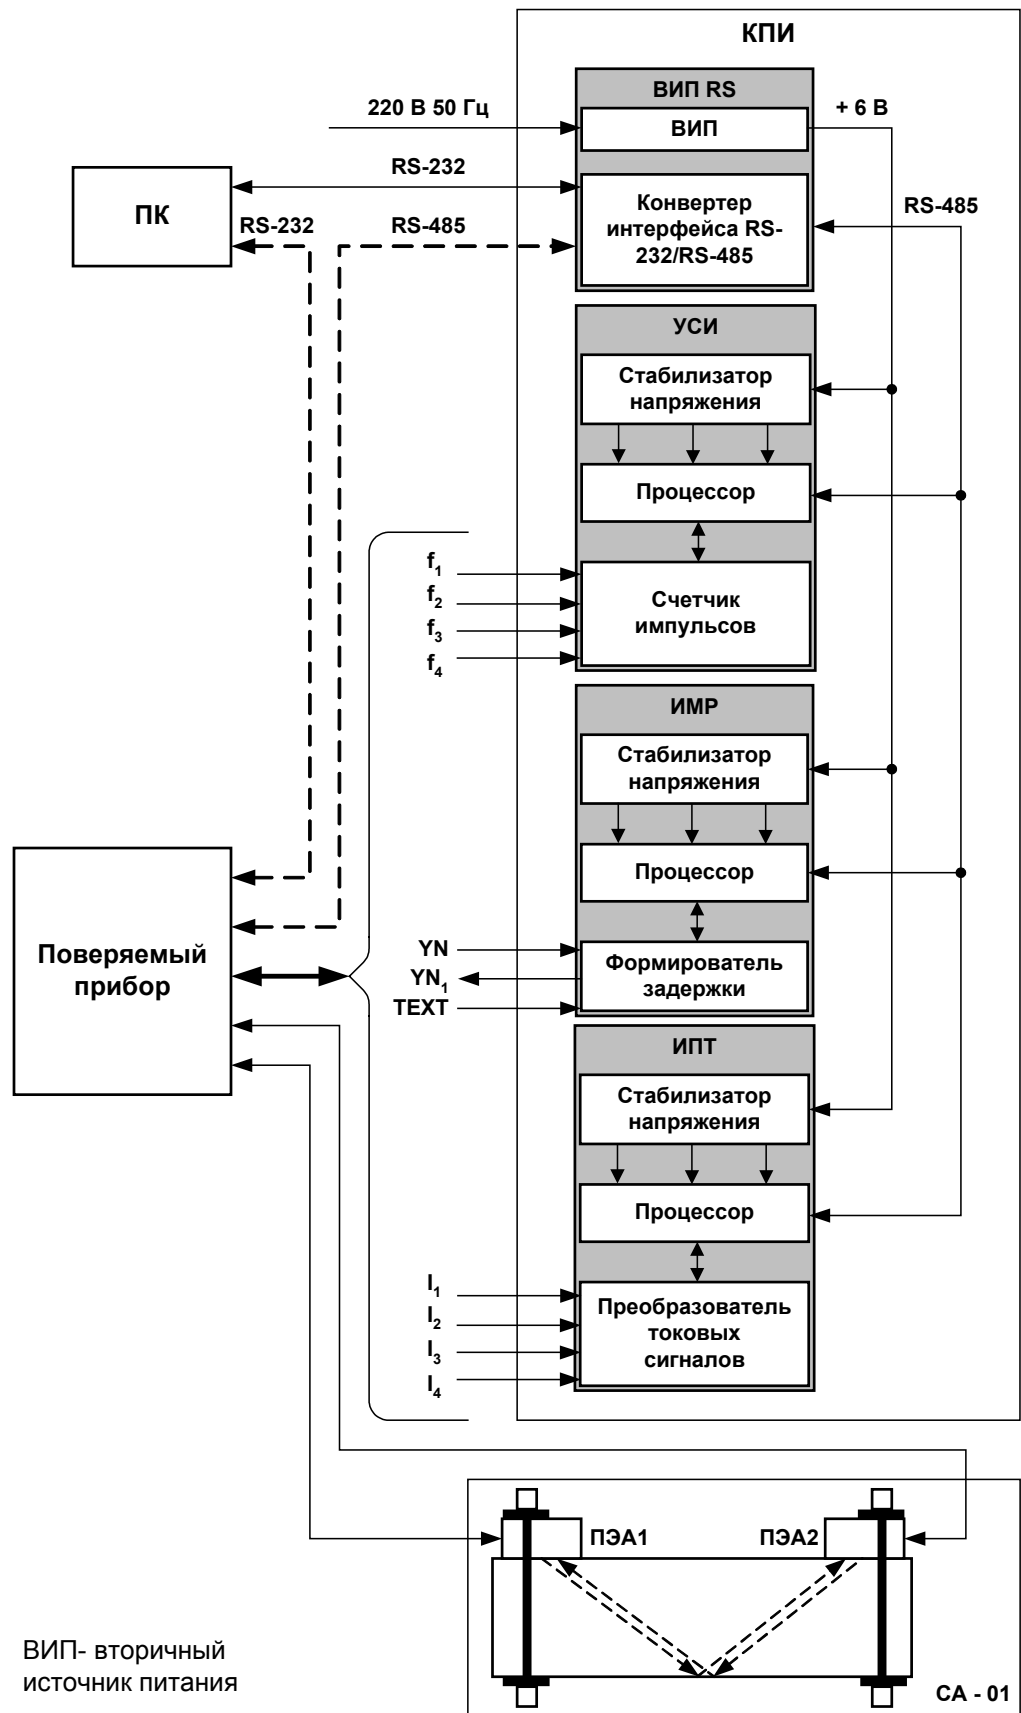 КПИ
ВИП RS
220 В 50 Гц
+ 6 В
ВИП
RS-232
ПК
Конвертер
интерфейса RS-
232/RS-485
RS-485
RS-232
RS-485
УСИ
Стабилизатор
напряжения
Процессор
f1
f2
f3
f4
Счетчик
импульсов
ИМР
Стабилизатор
напряжения
Процессор
Поверяемый
прибор
YN
YN1
TEXT
Формирователь
задержки
ИПТ
Стабилизатор
напряжения
Процессор
I1
I2
I3
I4
Преобразователь
токовых
сигналов
ПЭА1
ПЭА2
ВИП- вторичный
источник питания
СА - 01